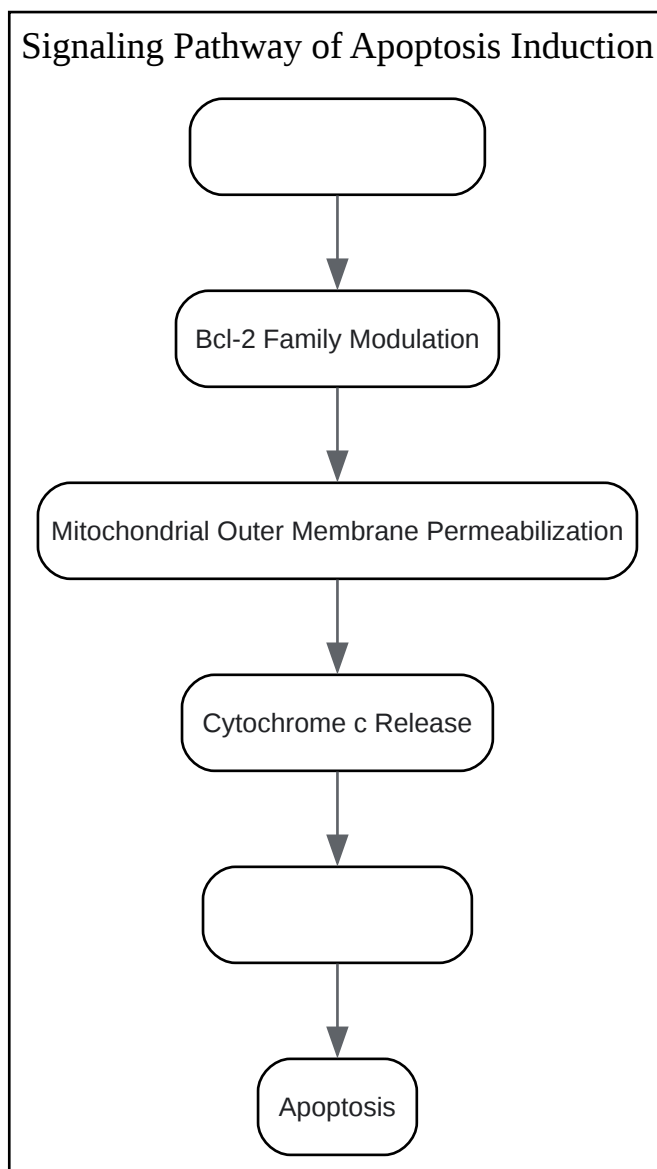 Signaling Pathway of Apoptosis Induction
Bcl-2 Family Modulation
Mitochondrial Outer Membrane Permeabilization
Cytochrome c Release
Apoptosis